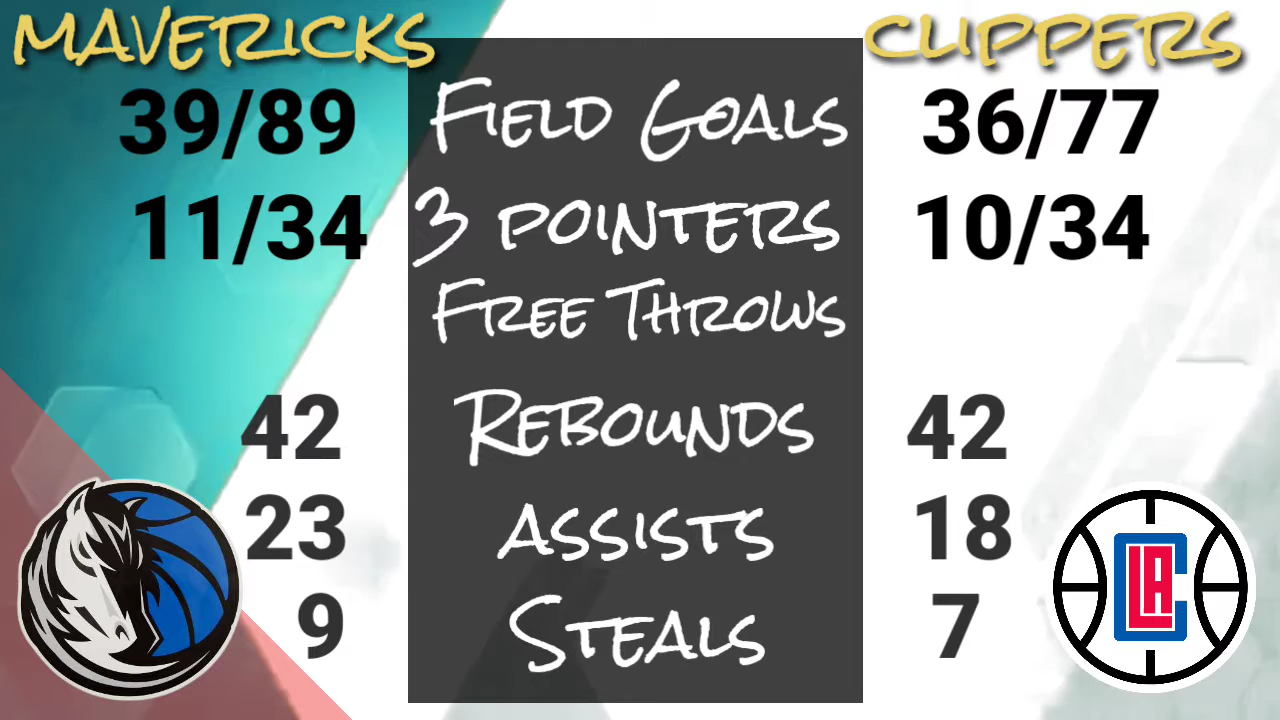 MAVERICKS CLIPPERS
39/89 FIELD GOALS 36/77
11/34 3 POINTERS 10/34
FREE THROWS
42 REBOUNDS 42
23 ASSISTS 18
9 STEALS 7
LA C